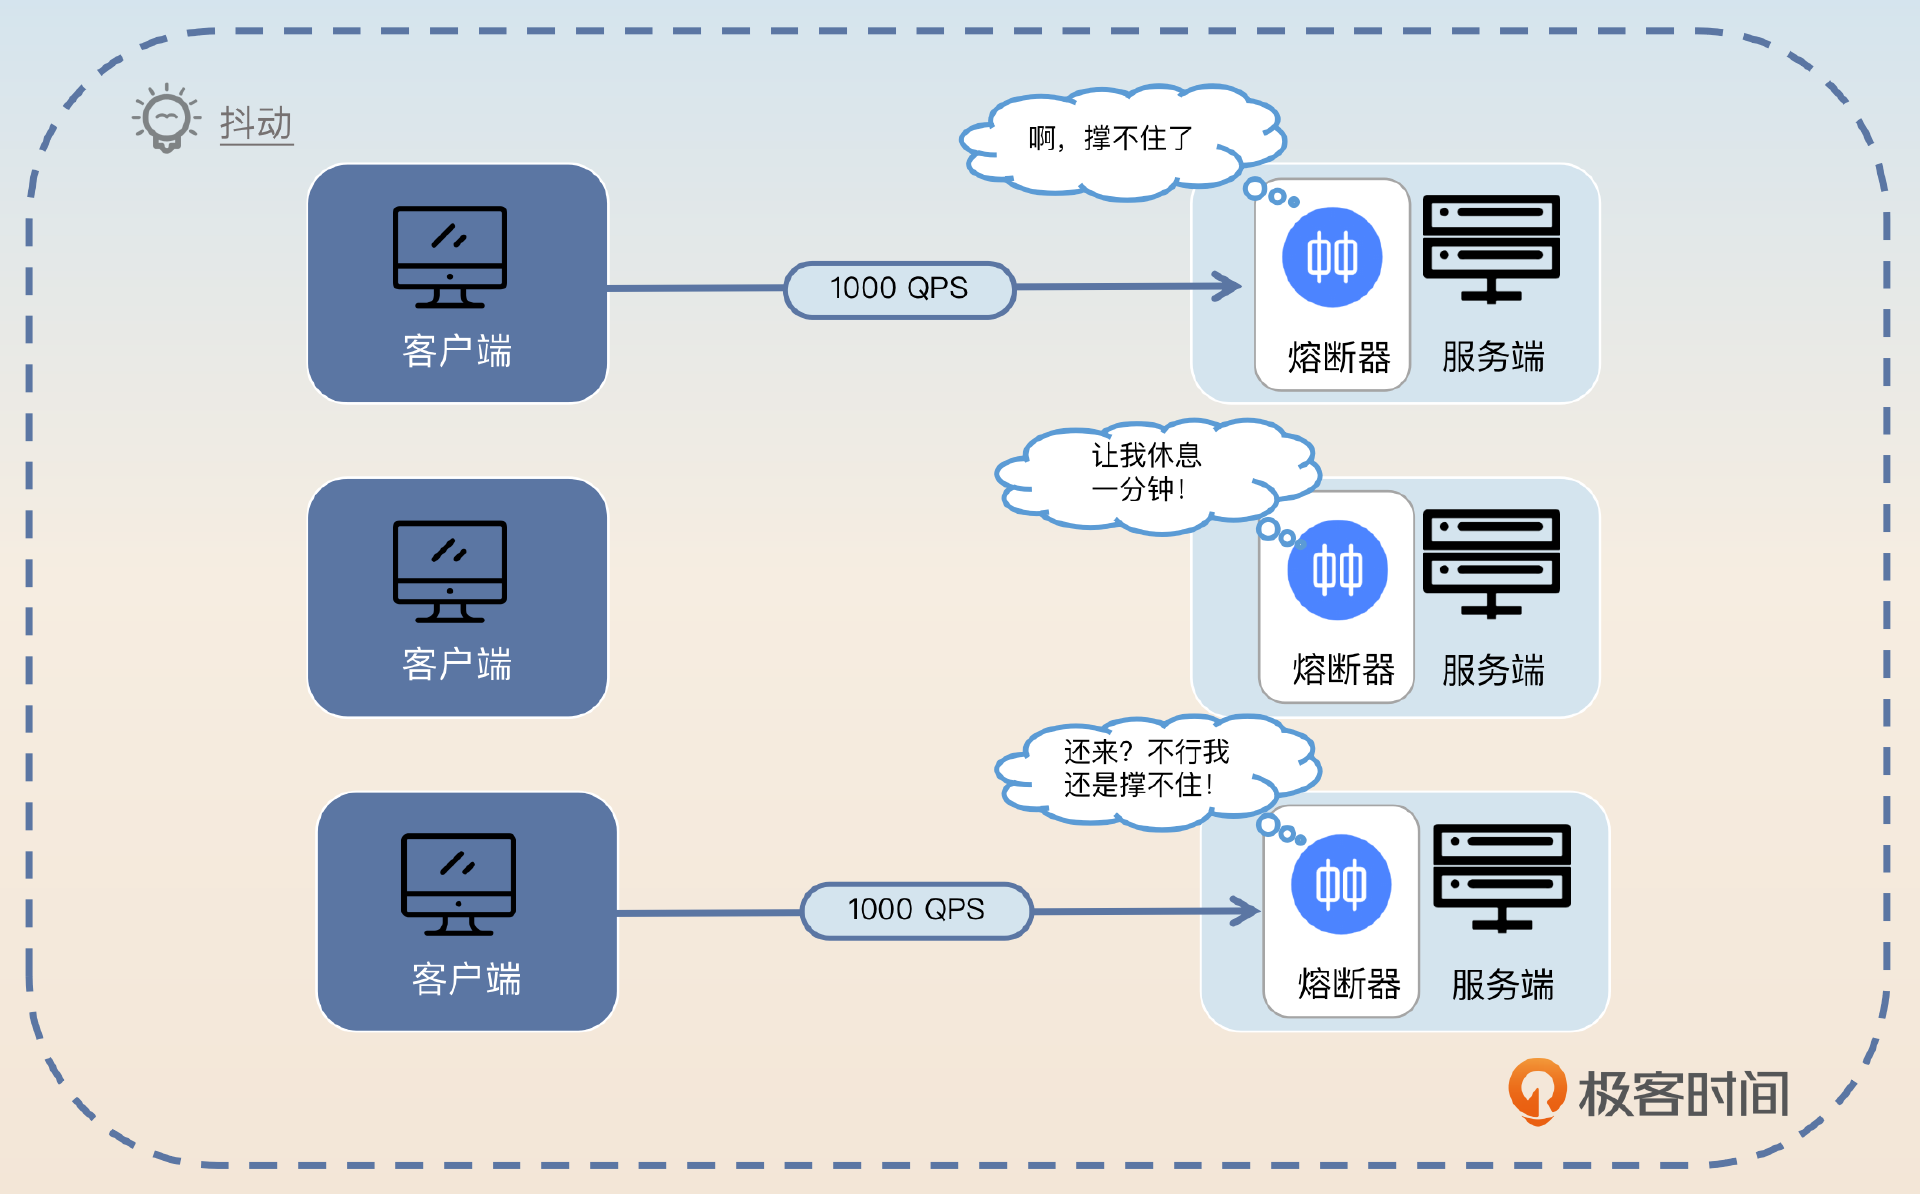 抖动
啊，撑不住了
1000 QPS
客户端
熔断器
服务端
让我休息
一分钟！
客户端
熔断器
服务端
还来？不行我
还是撑不住！
1000 QPS
客户端
熔断器
服务端
极客时间